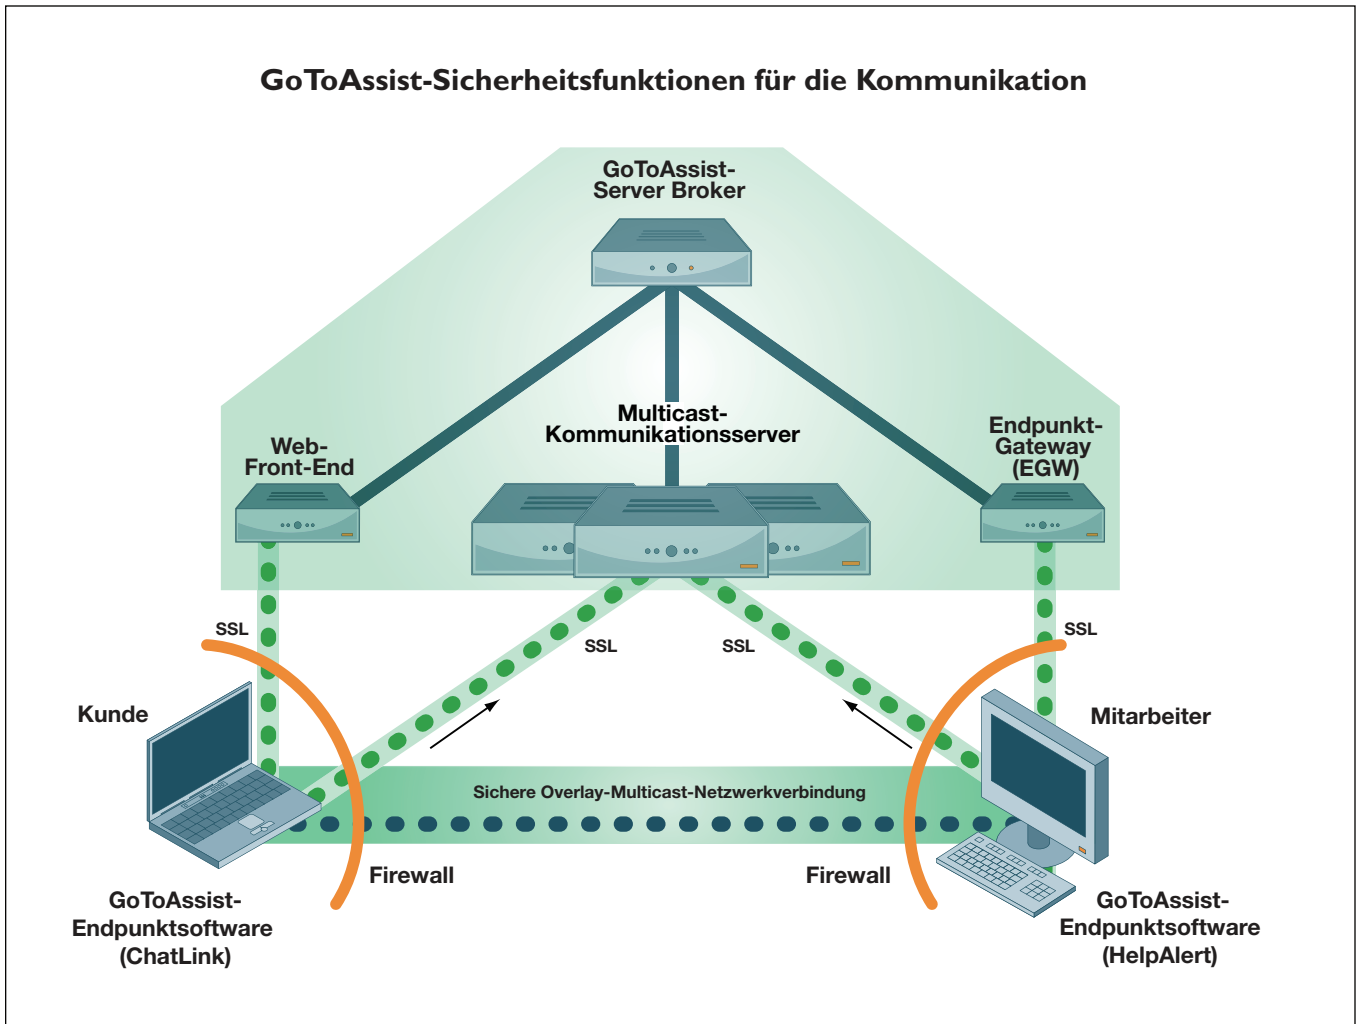 GoToAssist-Sicherheitsfunktionen für die Kommunikation
GoToAssist-
Server Broker
Multicast-
Kommunikationsserver
Web-
Front-End
Endpunkt-
Gateway
(EGW)
SSL
SSL
SSL
SSL
Kunde
Mitarbeiter
Sichere Overlay-Multicast-Netzwerkverbindung
Firewall
Firewall
GoToAssist-
Endpunktsoftware
(ChatLink)
GoToAssist-
Endpunktsoftware
(HelpAlert)